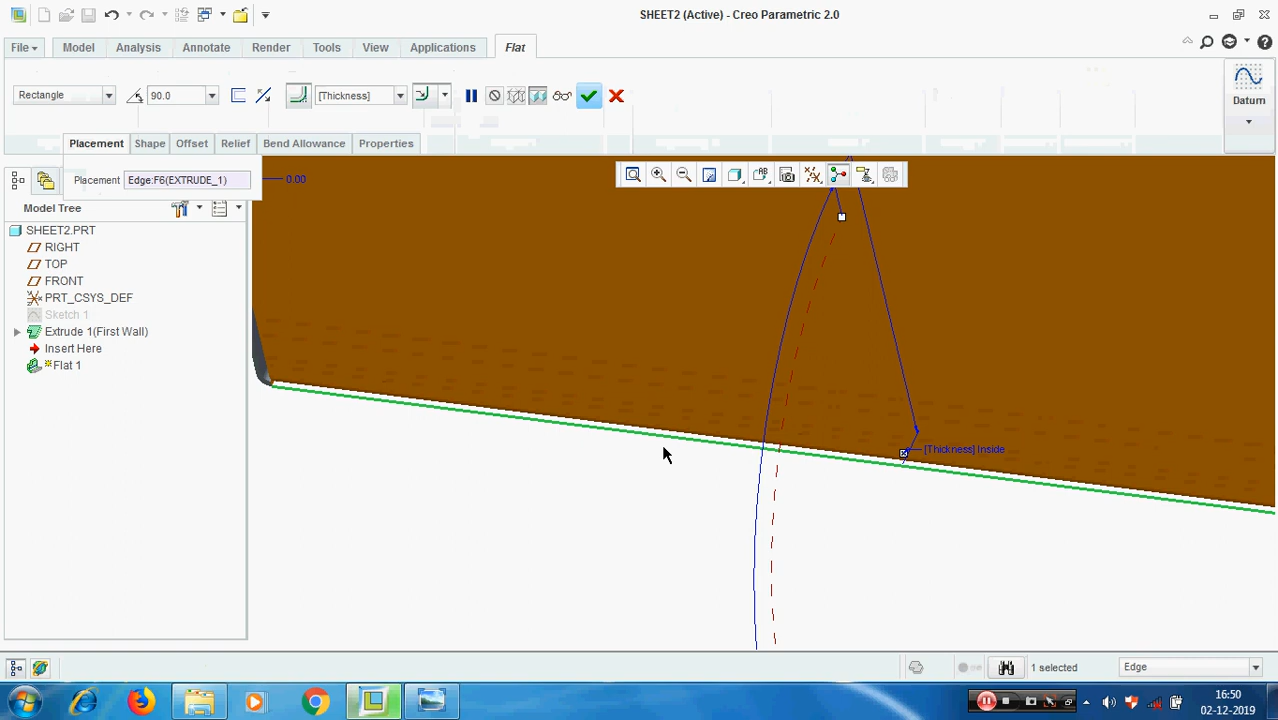 SHEET2 (Active) - Creo Parametric 2.0
File
Model
Analysis
Annotate
Render
Tools
View
Applications
Flat
Rectangle
90.0
[Thickness]
Datum
Placement
Shape
Offset
Relief
Bend Allowance
Properties
Placement Edge:F6(EXTRUDE_1)
0.00
Model Tree
SHEET2.PRT
RIGHT
TOP
FRONT
PRT_CSYS_DEF
Sketch 1
Extrude 1(First Wall)
Insert Here
Flat 1
[Thickness] Inside
1 selected
Edge
16:50
02-12-2019